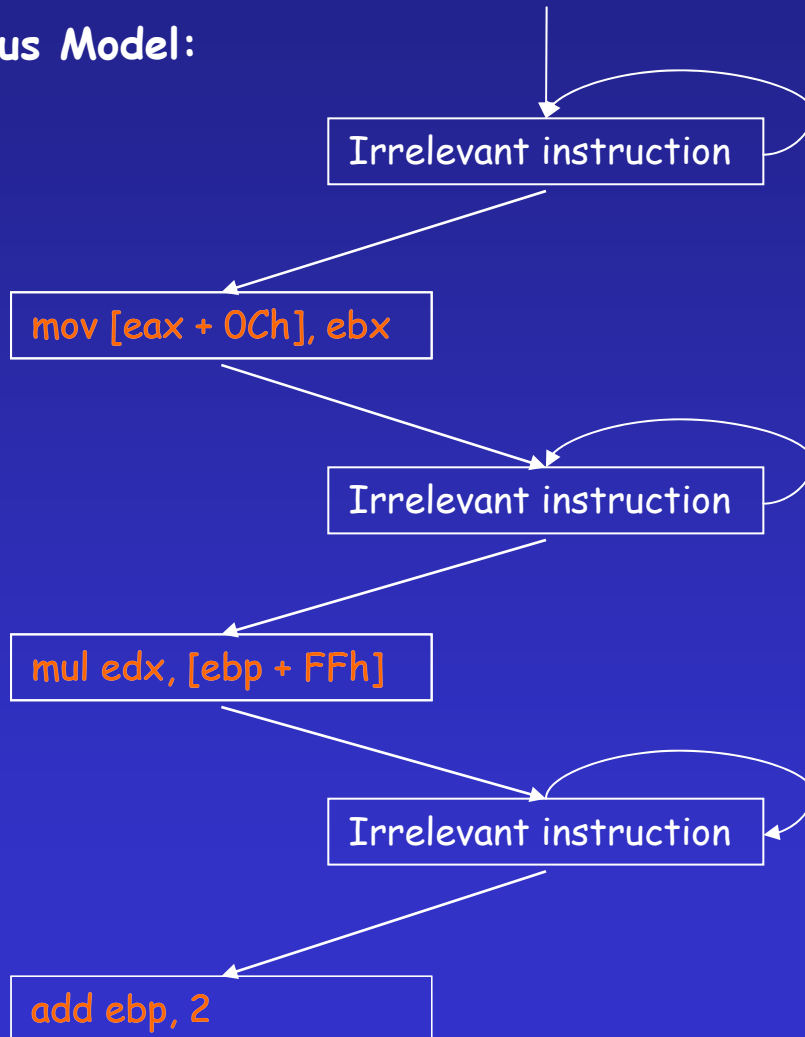 us Model:
Irrelevant instruction
mov [eax + 0Ch], ebx
Irrelevant instruction
mul edx, [ebp + FFh]
Irrelevant instruction
add ebp, 2